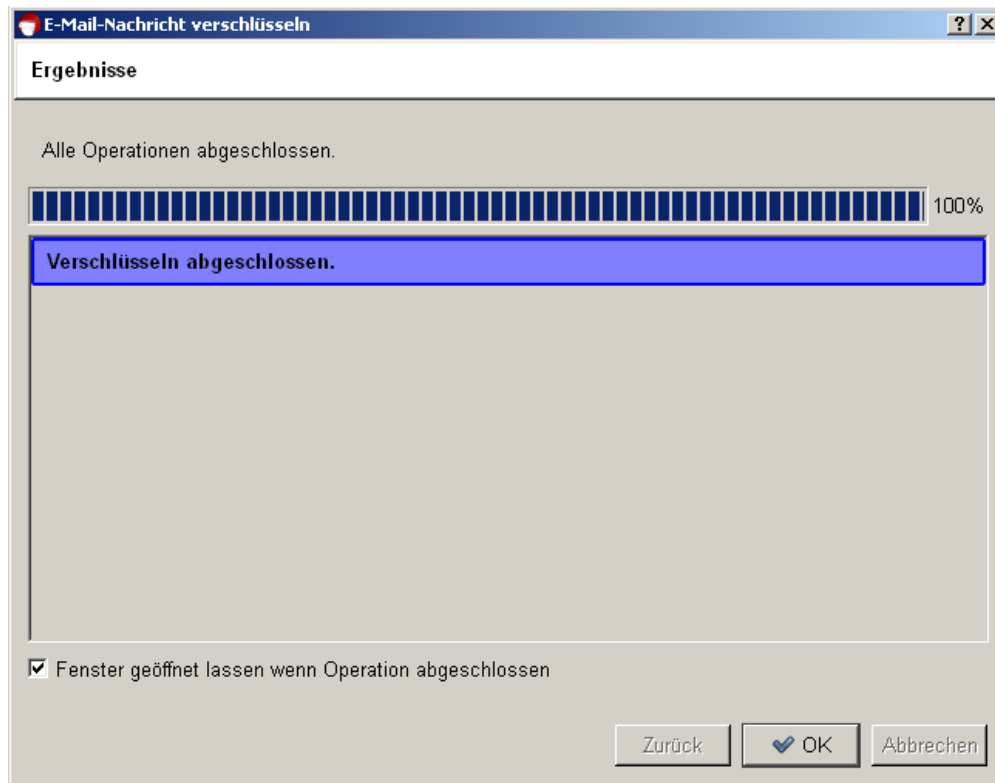 E-Mail-Nachricht verschlüsseln
Ergebnisse
Alle Operationen abgeschlossen.
100%
Verschlüsseln abgeschlossen.
Fenster geöffnet lassen wenn Operation abgeschlossen
Zurück OK Abbrechen